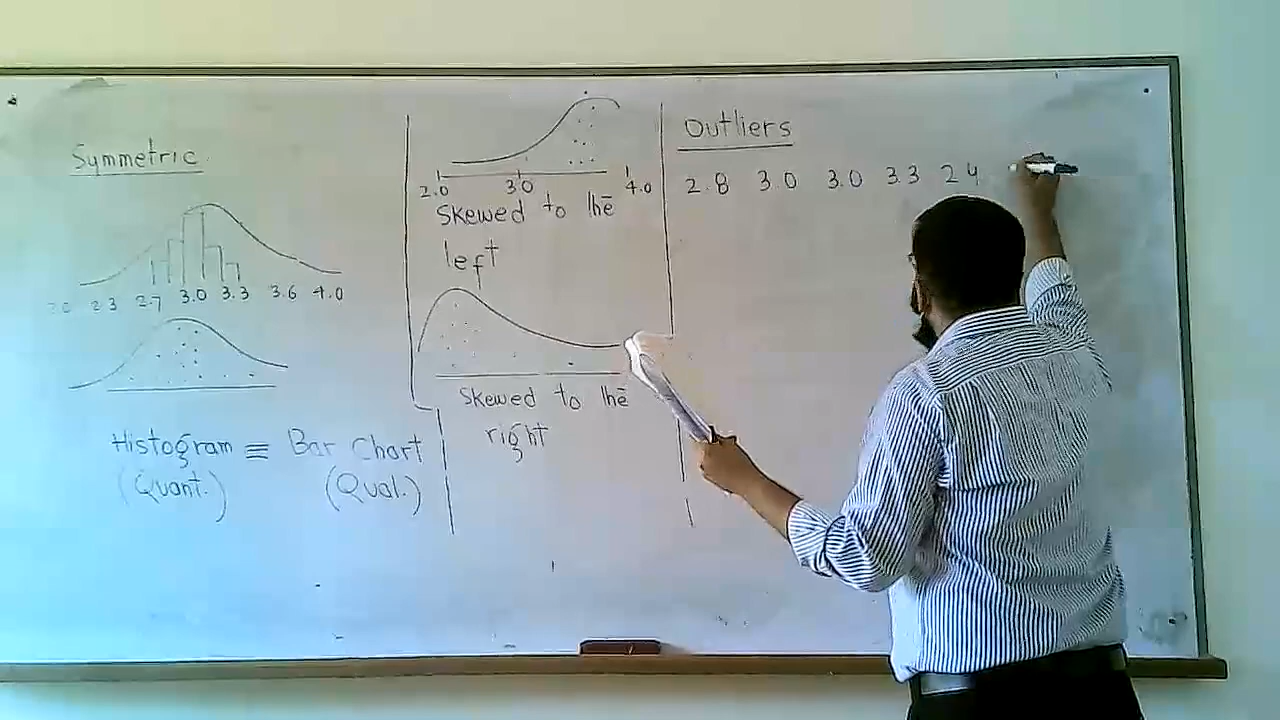 Symmetric
2.0 2.3 2.7 3.0 3.3 3.6 4.0
Histogram ≡ Bar Chart
(Quant.) (Qual.)
2.0 3.0 4.0
Skewed to the
left
Skewed to the
right
Outliers
2.8 3.0 3.0 3.3 2.4